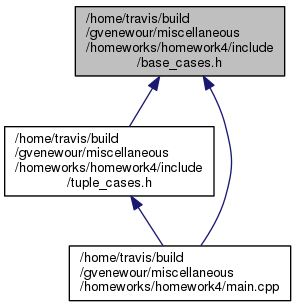 /home/travis/build
/gvenewour/miscellaneous
/homeworks/homework4/include
/base_cases.h
/home/travis/build
/gvenewour/miscellaneous
/homeworks/homework4/include
/tuple_cases.h
/home/travis/build
/gvenewour/miscellaneous
/homeworks/homework4/main.cpp